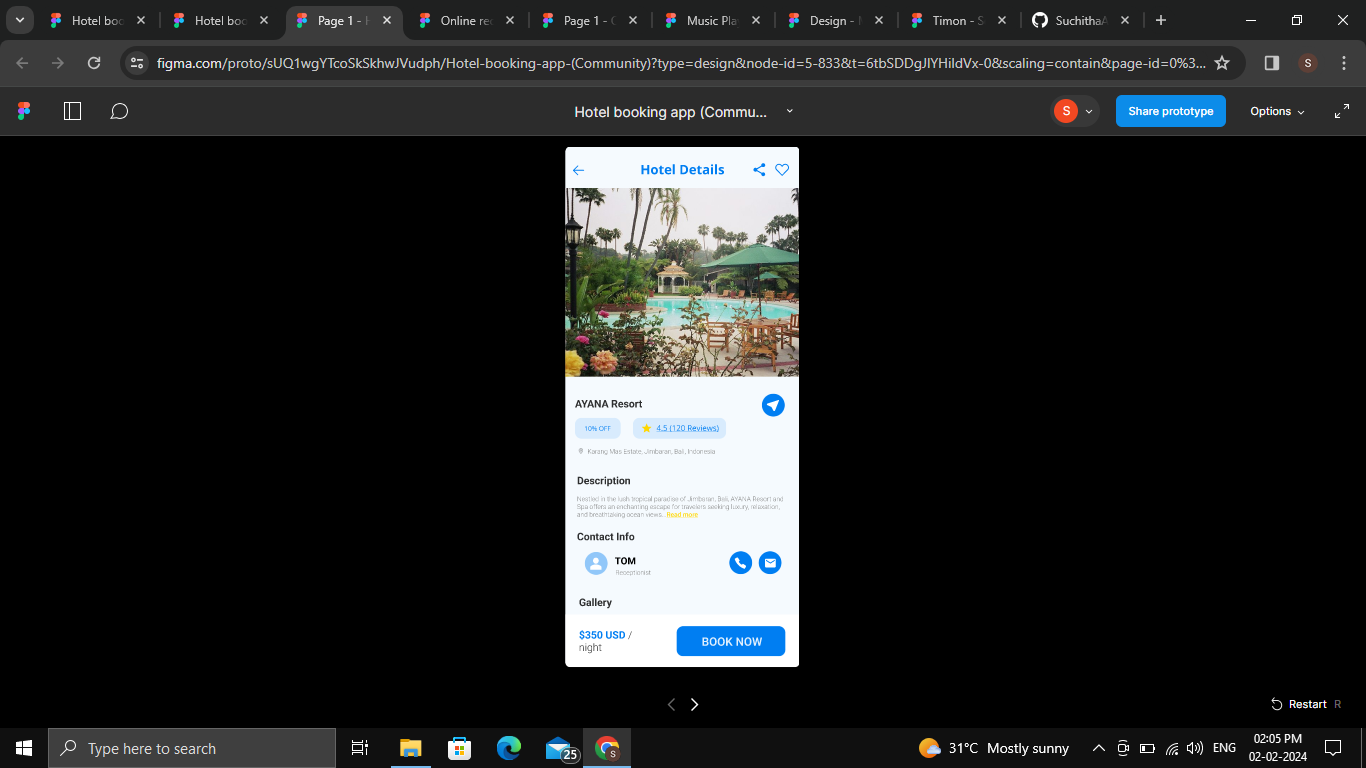 Hotel boo
Hotel boo
Page 1 - H
Online rec
Page 1 - C
Music Pla
Design -
Timon - S
SuchithaA
figma.com/proto/sUQ1wgYTcoSkSkhwJVudph/Hotel-booking-app-(Community)?type=design&node-id=5-833&t=6tbSDDgJlYHiIdVx-0&scaling=contain&page-id=0%3...
S
Hotel booking app (Commu...
S
Share prototype
Options
Hotel Details
AYANA Resort
10% OFF
4.5 (120 Reviews)
Karang Mas Estate, Jimbaran, Bali, Indonesia
Description
Nestled in the lush tropical paradise of Jimbaran, Bali, AYANA Resort and
Spa offers an enchanting escape for travelers seeking luxury, relaxation,
and breathtaking ocean views...Read more
Contact Info
TOM
Receptionist
Gallery
$350 USD /
night
BOOK NOW
Restart R
Type here to search
25
S
31°C Mostly sunny
ENG
02:05 PM
02-02-2024